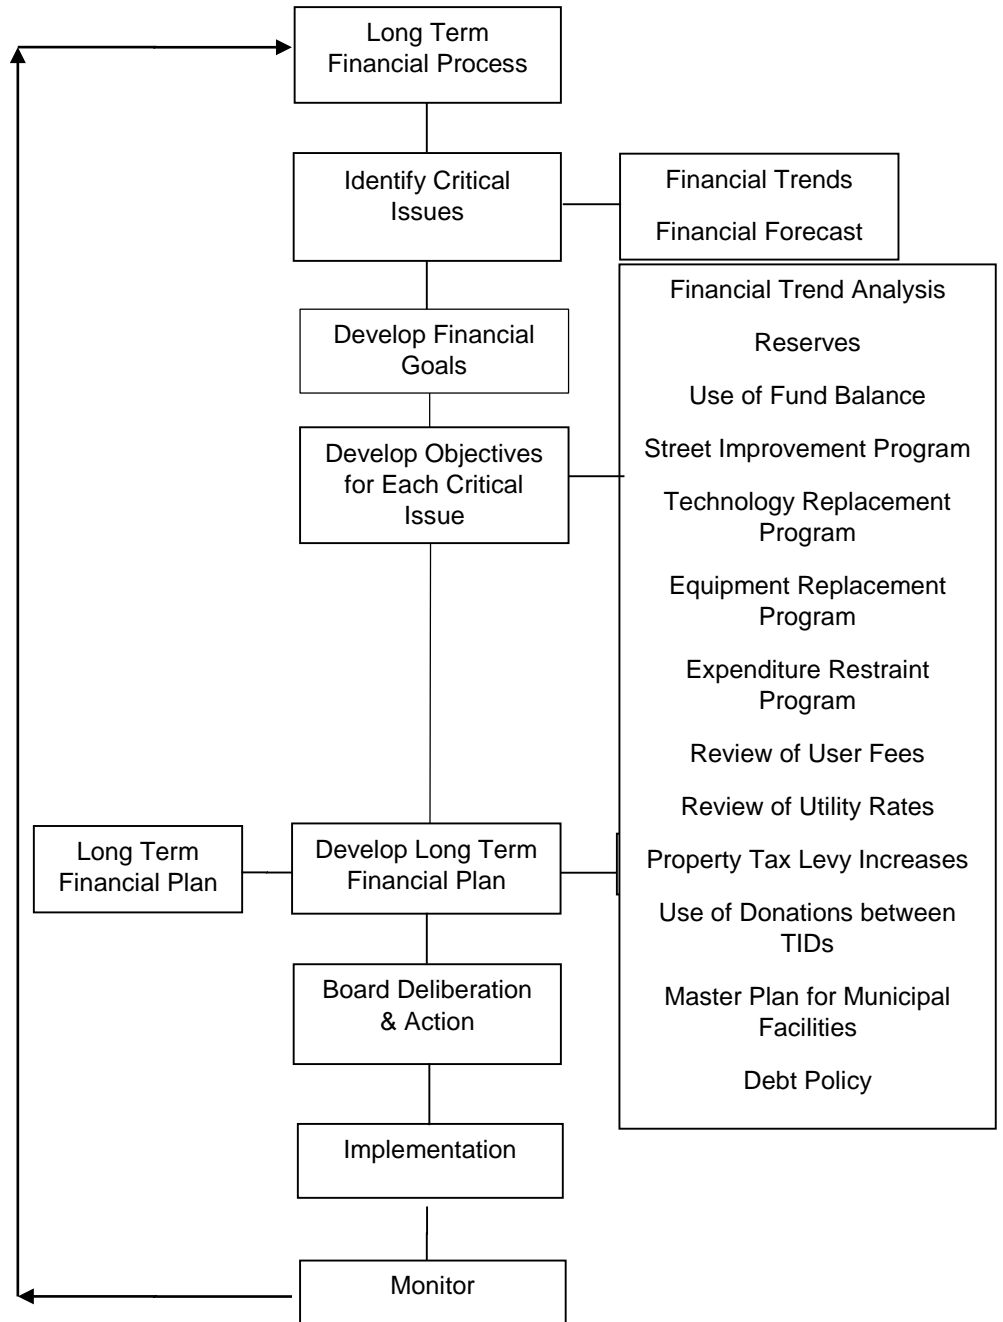 Long Term
Financial Process
Identify Critical
Issues
Financial Trends
Financial Forecast
Develop Financial
Goals
Develop Objectives
for Each Critical
Issue
Financial Trend Analysis
Reserves
Use of Fund Balance
Street Improvement Program
Technology Replacement
Program
Equipment Replacement
Program
Expenditure Restraint
Program
Review of User Fees
Review of Utility Rates
Property Tax Levy Increases
Use of Donations between
TIDs
Master Plan for Municipal
Facilities
Debt Policy
Long Term
Financial Plan
Develop Long Term
Financial Plan
Board Deliberation
& Action
Implementation
Monitor